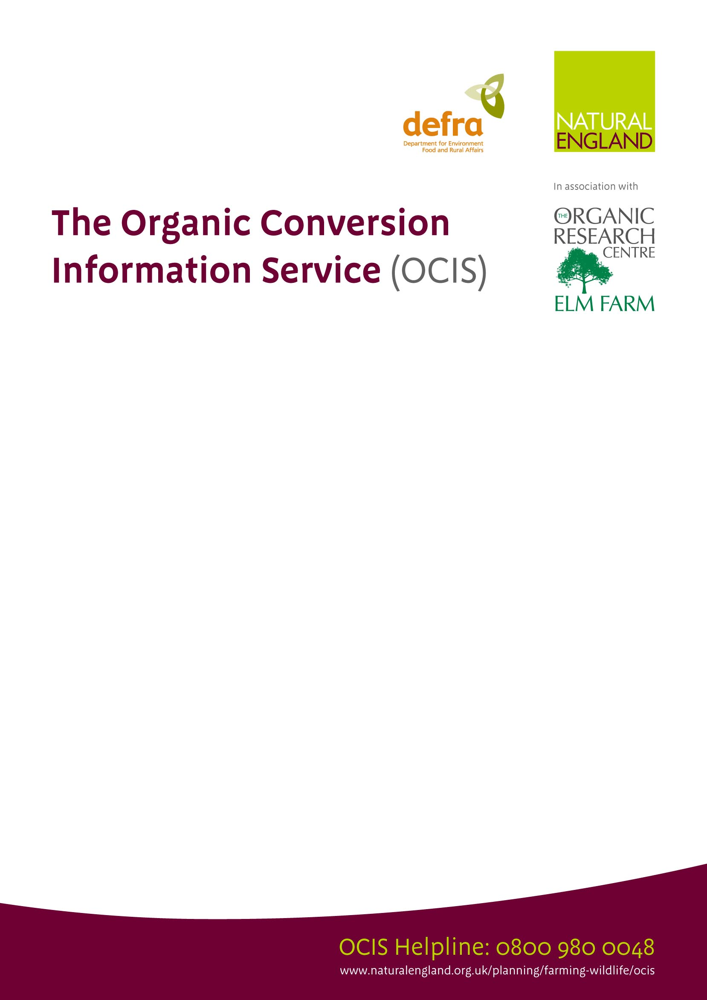 defra
Department for Environment
Food and Rural Affairs
NATURAL
ENGLAND
In association with
The Organic Conversion
Information Service (OCIS)
THE ORGANIC
RESEARCH
CENTRE
ELM FARM
OCIS Helpline: 0800 980 0048
www.naturalengland.org.uk/planning/farming-wildlife/ocis